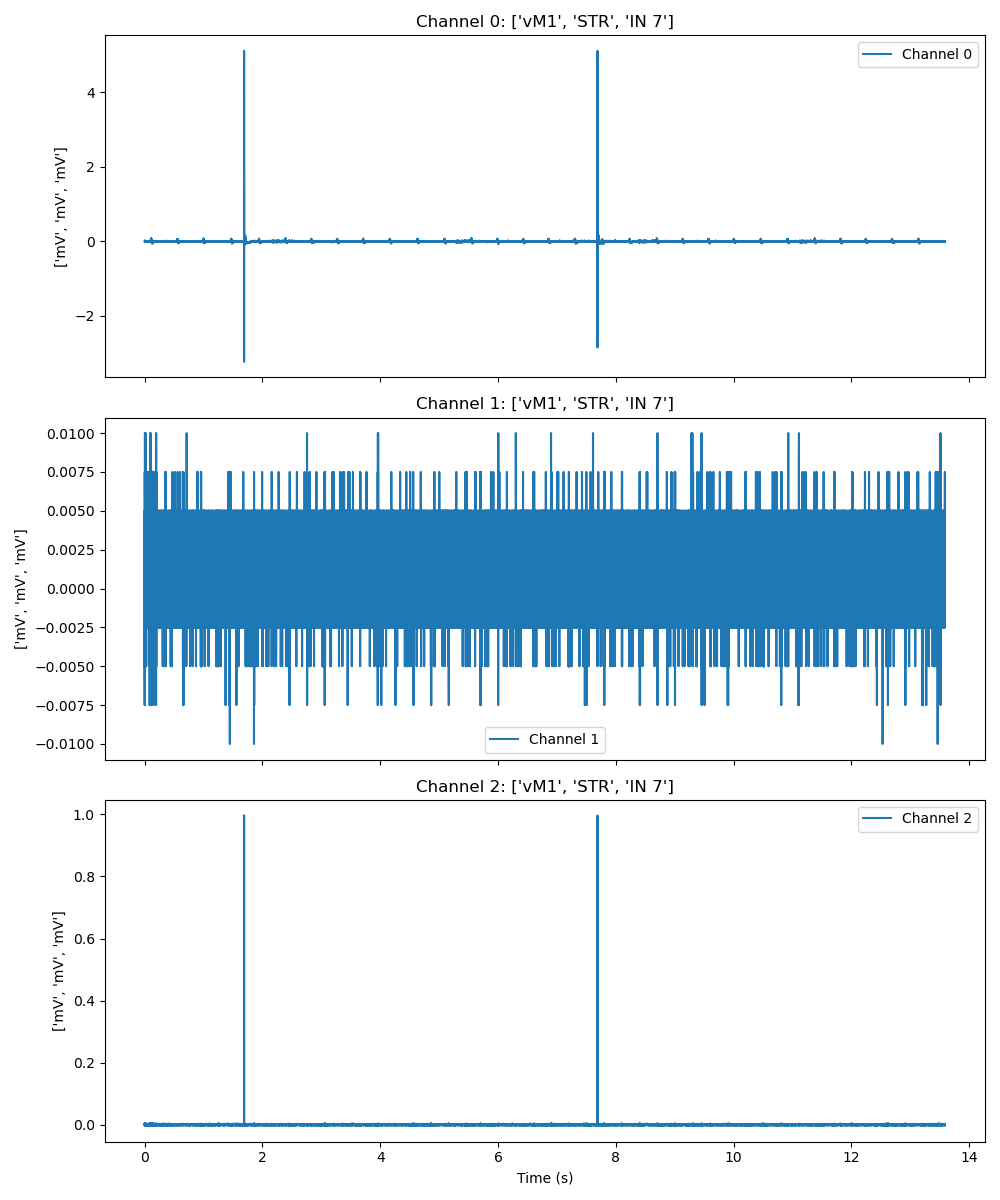 Channel 0: ['vM1', 'STR', 'IN 7']
Channel 0
4
2
0
−2
['mV', 'mV', 'mV']
Channel 1: ['vM1', 'STR', 'IN 7']
0.0100
0.0075
0.0050
0.0025
0.0000
−0.0025
−0.0050
−0.0075
−0.0100
['mV', 'mV', 'mV']
Channel 1
Channel 2: ['vM1', 'STR', 'IN 7']
Channel 2
1.0
0.8
0.6
0.4
0.2
0.0
['mV', 'mV', 'mV']
0 2 4 6 8 10 12 14
Time (s)